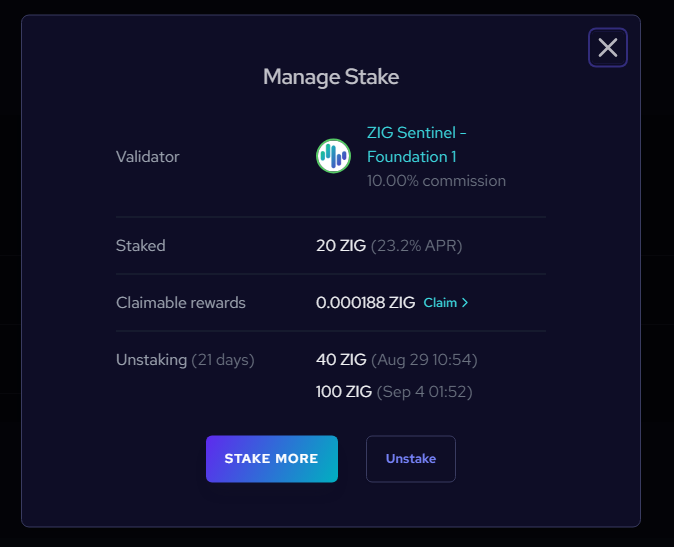 Manage Stake
Validator
ZIG Sentinel -
Foundation 1
10.00% commission
Staked
20 ZIG (23.2% APR)
Claimable rewards
0.000188 ZIG Claim >
Unstaking (21 days)
40 ZIG (Aug 29 10:54)
100 ZIG (Sep 4 01:52)
STAKE MORE
Unstake